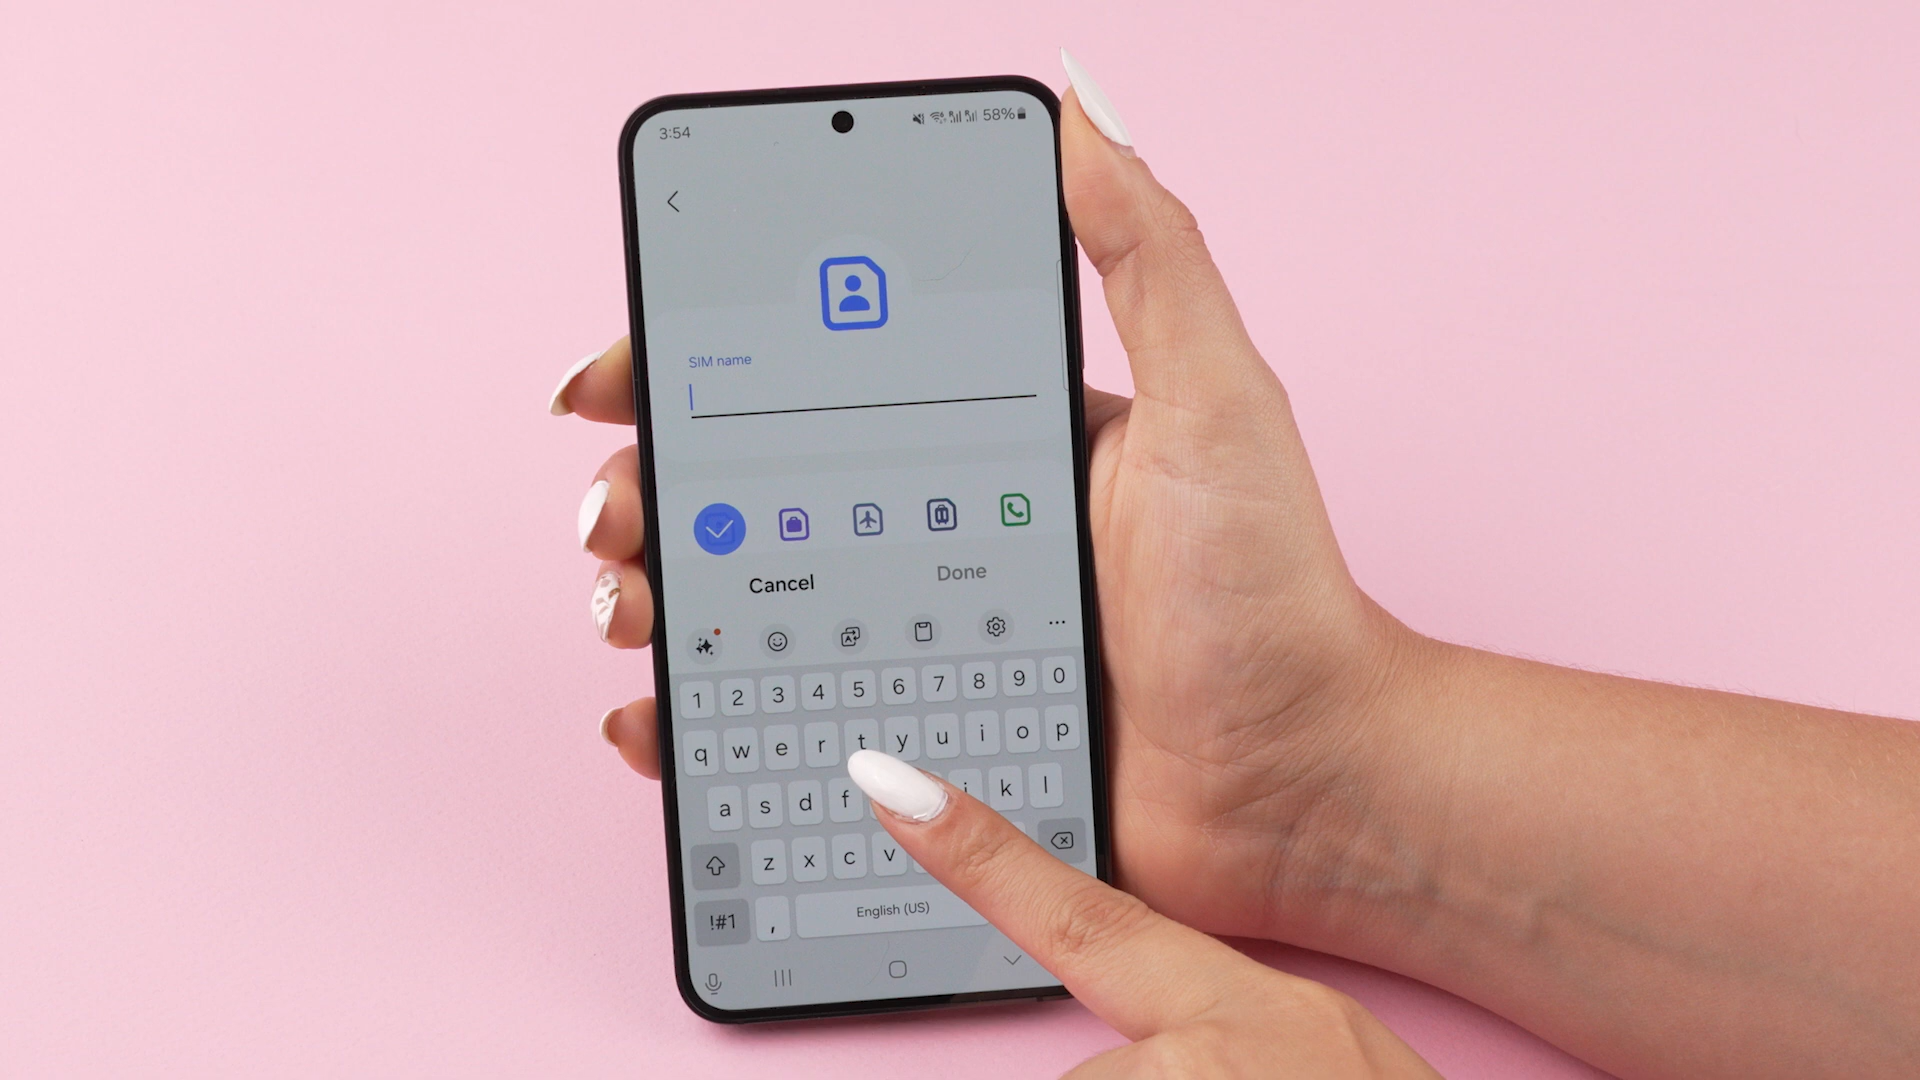 3:54 58%
SIM name
Cancel Done
1 2 3 4 5 6 7 8 9 0
q w e r t y u i o p
a s d f j k l
z x c v
!#1 , English (US)